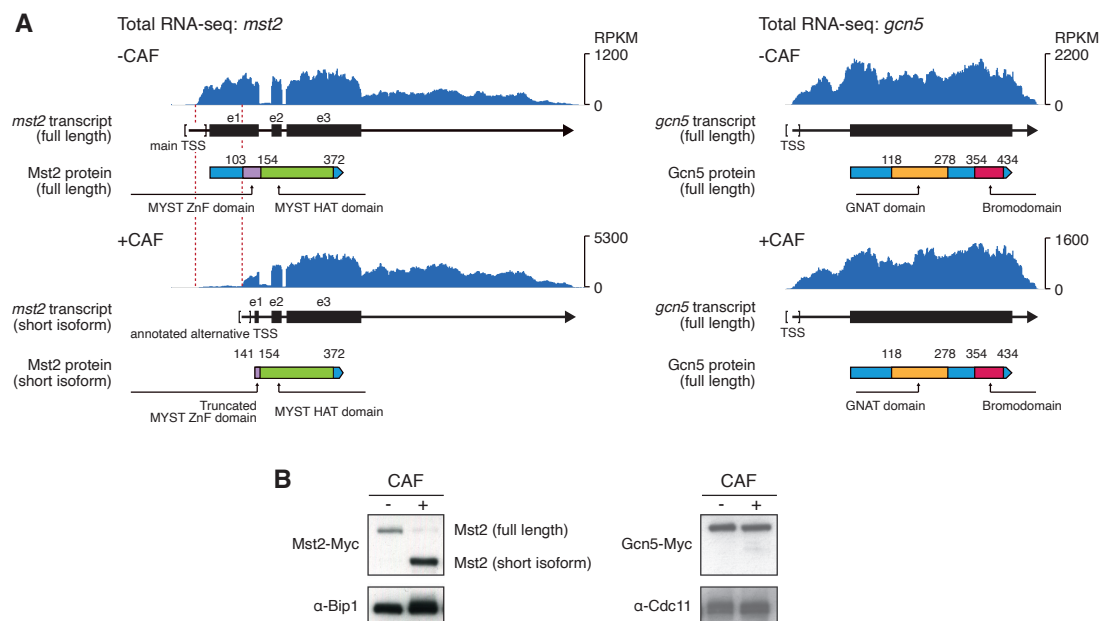 A
Total RNA-seq: mst2
-CAF
RPKM
1200
0
mst2 transcript
(full length)
e1
e2
e3
main TSS
[ ]
Mst2 protein
(full length)
103
154
372
MYST ZnF domain
MYST HAT domain
+CAF
5300
0
mst2 transcript
(short isoform)
e1
e2
e3
[ ]
annotated alternative TSS
Mst2 protein
(short isoform)
141
154
372
Truncated
MYST ZnF domain
MYST HAT domain
Total RNA-seq: gcn5
-CAF
RPKM
2200
0
gcn5 transcript
(full length)
[ ]
TSS
Gcn5 protein
(full length)
118
278
354
434
GNAT domain
Bromodomain
+CAF
1600
0
gcn5 transcript
(full length)
[ ]
TSS
Gcn5 protein
(full length)
118
278
354
434
GNAT domain
Bromodomain
B
CAF
- +
Mst2-Myc
Mst2 (full length)
Mst2 (short isoform)
α-Bip1
CAF
- +
Gcn5-Myc
α-Cdc11